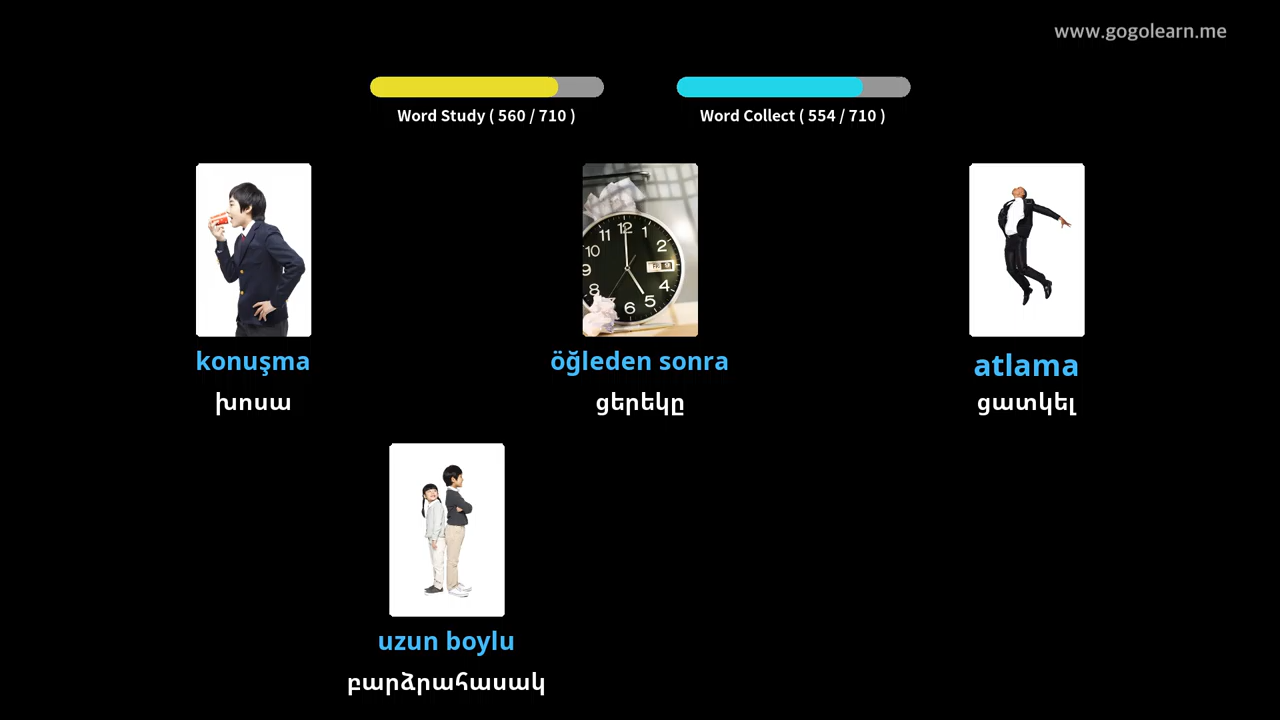 www.gogolearn.me
Word Study ( 560 / 710 )
Word Collect ( 554 / 710 )
konuşma
խոսա
öğleden sonra
ցերեկը
atlama
ցատկել
uzun boylu
բարձրահասակ